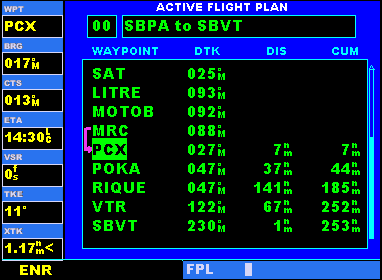 WPT
PCX
BRG
017°M
CTS
013°M
ETA
14:30LC
VSR
0fs
TKE
11°
XTK
1.17nm<
ENR
ACTIVE FLIGHT PLAN
00 SBPA to SBVT
WAYPOINT DTK DIS CUM
SAT 025°M
LITRE 093°M
MOTOB 092°M
MRC 088°M
PCX 027°M 7nm 7nm
POKA 047°M 37nm 44nm
RIQUE 047°M 141nm 185nm
VTR 122°M 67nm 252nm
SBVT 230°M 1nm 253nm
FPL